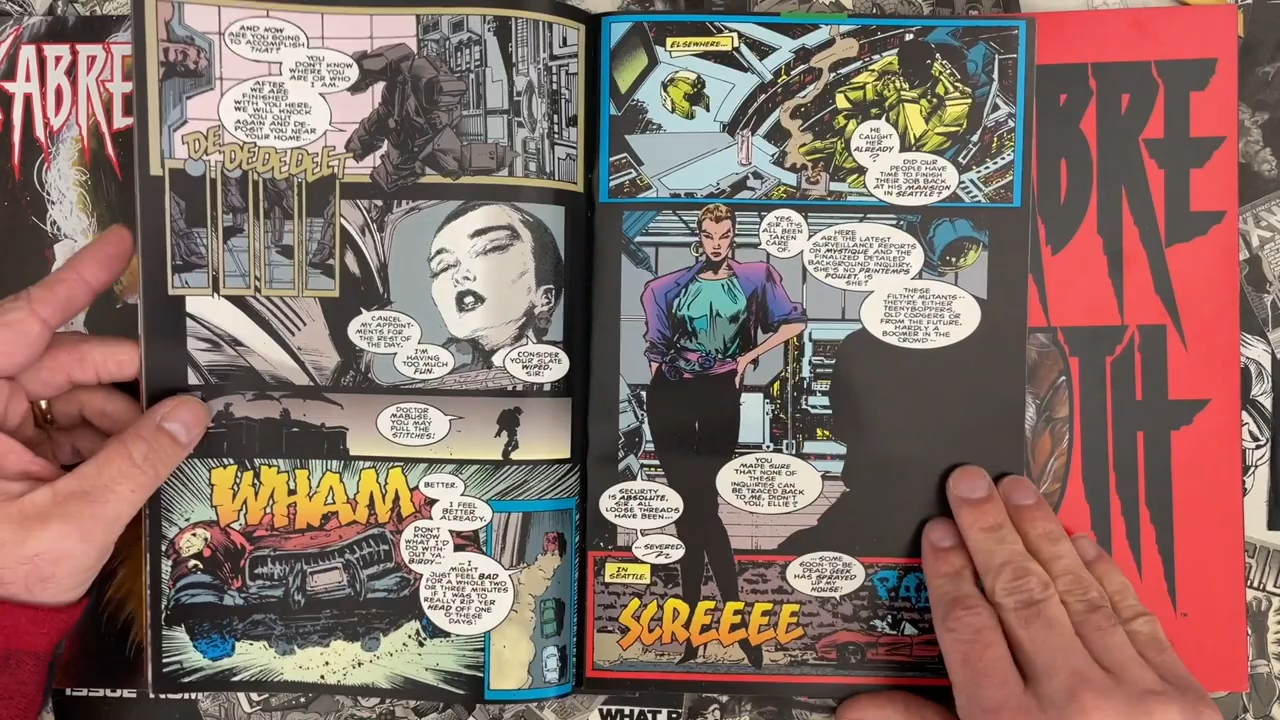 ABRE
AND HOW
ARE YOU GOING
TO ACCOMPLISH
THAT?
YOU
DON'T KNOW
WHERE YOU
ARE OR WHO
I AM.
AFTER
WE ARE
FINISHED
WITH YOU HERE,
WE WILL KNOCK
YOU OUT
AGAIN AND DE-
POSIT YOU NEAR
YOUR HOME...
DE
DEDEDEEET
CANCEL
MY APPOINT-
MENTS FOR
THE REST OF
THE DAY.
I'M
HAVING
TOO MUCH
FUN.
CONSIDER
YOUR SLATE
WIPED,
SIR!
DOCTOR
MABUSE,
YOU MAY
PULL THE
STITCHES!
WHAM
BETTER.
I FEEL
BETTER
ALREADY.
DON'T
KNOW
WHAT I'D
DO WITH-
OUT YA,
BIRDY...
...I
MIGHT
JUST FEEL BAD
FOR A WHOLE TWO
OR THREE MINUTES
IF I WAS TO
REALLY RIP YER
HEAD OFF ONE
O' THESE
DAYS!
ELSEWHERE...
HE
CAUGHT
HER
ALREADY
?
DID OUR
PEOPLE HAVE
TIME TO FINISH
THEIR JOB BACK
AT HIS MANSION
IN SEATTLE?
YES,
SIR. IT'S
ALL BEEN
TAKEN
CARE
OF.
HERE
ARE THE LATEST
SURVEILLANCE REPORTS
ON MYSTIQUE AND THE
FINALIZED DETAILED
BACKGROUND INQUIRY.
SHE'S NO PRINTEMPS
POULET, IS
SHE?
THESE
FILTHY MUTANTS--
THEY'RE EITHER
TEENYBOPPERS,
OLD CODGERS OR
FROM THE FUTURE.
HARDLY A
BOOMER IN THE
CROWD--
YOU
MADE SURE
THAT NONE OF
THESE
INQUIRIES CAN
BE TRACED BACK
TO ME, DIDN'T
YOU, ELLIE?
SECURITY
IS ABSOLUTE,
SIR. ALL
LOOSE THREADS
HAVE BEEN...
...SEVERED.
IN
SEATTLE.
SCREEEE
...SOME
SOON-TO-BE-
DEAD GEEK
HAS SPRAYED
UP MY
HOUSE!
ABRE
TM